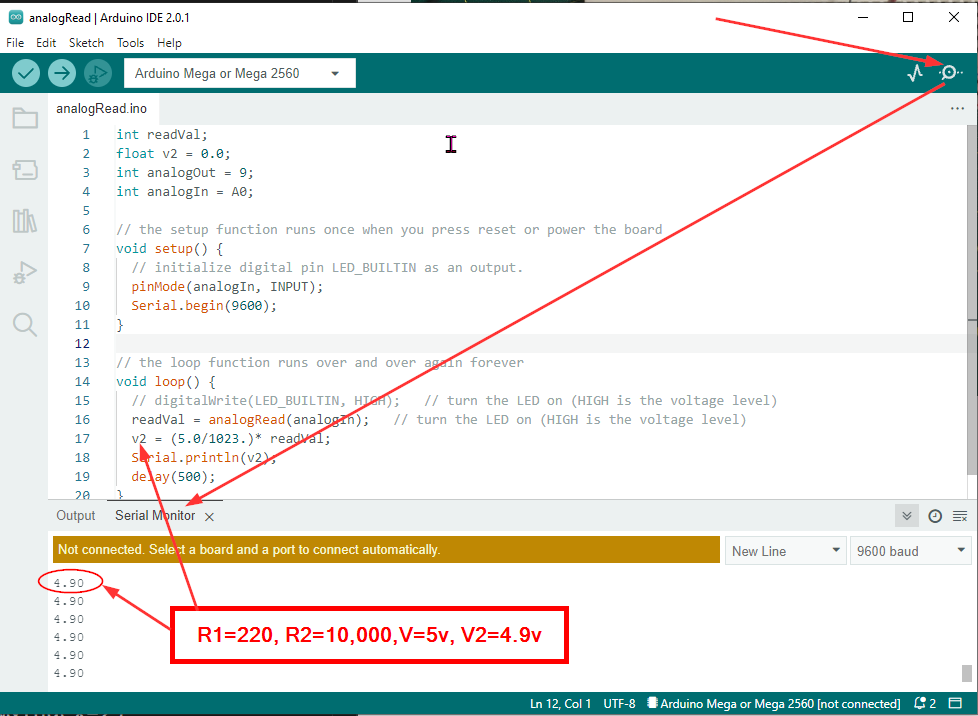 analogRead | Arduino IDE 2.0.1
File Edit Sketch Tools Help
Arduino Mega or Mega 2560
analogRead.ino
1 int readVal;
2 float v2 = 0.0;
3 int analogOut = 9;
4 int analogIn = A0;
5
6 // the setup function runs once when you press reset or power the board
7 void setup() {
8 // initialize digital pin LED_BUILTIN as an output.
9 pinMode(analogIn, INPUT);
10 Serial.begin(9600);
11 }
12
13 // the loop function runs over and over again forever
14 void loop() {
15 // digitalWrite(LED_BUILTIN, HIGH); // turn the LED on (HIGH is the voltage level)
16 readVal = analogRead(analogIn); // turn the LED on (HIGH is the voltage level)
17 v2 = (5.0/1023.)* readVal;
18 Serial.println(v2);
19 delay(500);
20 }
Output Serial Monitor
Not connected. Select a board and a port to connect automatically.
New Line 9600 baud
4.90
4.90
4.90
4.90
4.90
4.90
R1=220, R2=10,000,V=5v, V2=4.9v
Ln 12, Col 1 UTF-8 Arduino Mega or Mega 2560 [not connected] 2